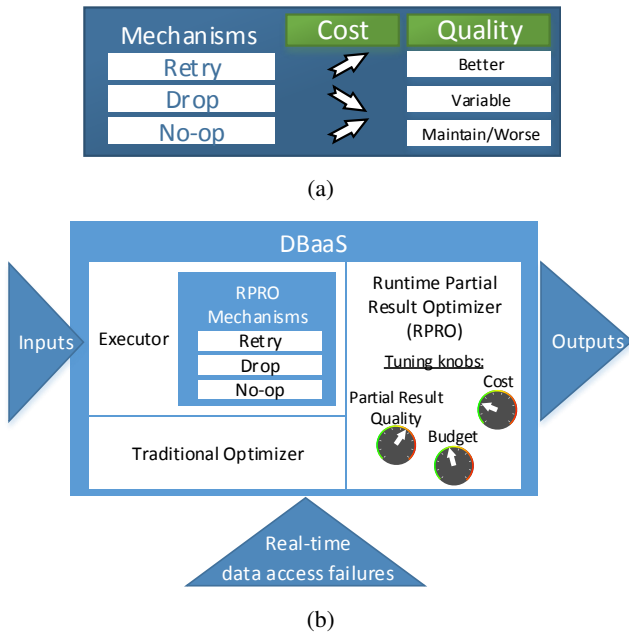 Mechanisms
Cost
Quality
Retry
Better
Drop
Variable
No-op
Maintain/Worse
(a)
DBaaS
Inputs
Executor
RPRO
Mechanisms
Retry
Drop
No-op
Traditional Optimizer
Runtime Partial
Result Optimizer
(RPRO)
Tuning knobs:
Cost
Partial Result
Quality
Budget
Outputs
Real-time
data access failures
(b)